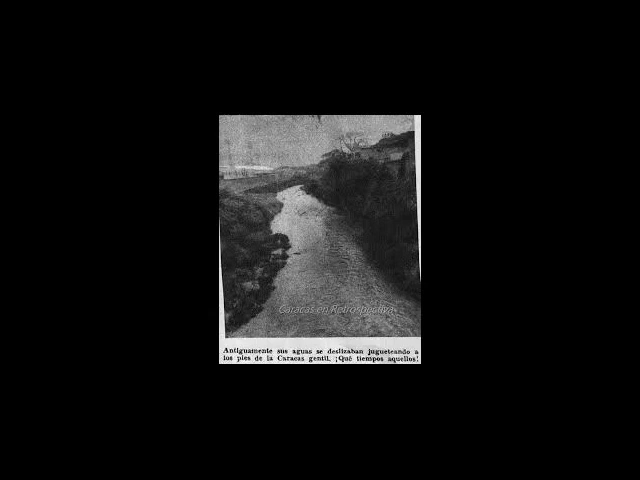 Caracas en Retrospectiva
Antiguamente sus aguas se deslizaban jugueteando a
los pies de la Caracas gentil. ¡Qué tiempos aquellos!